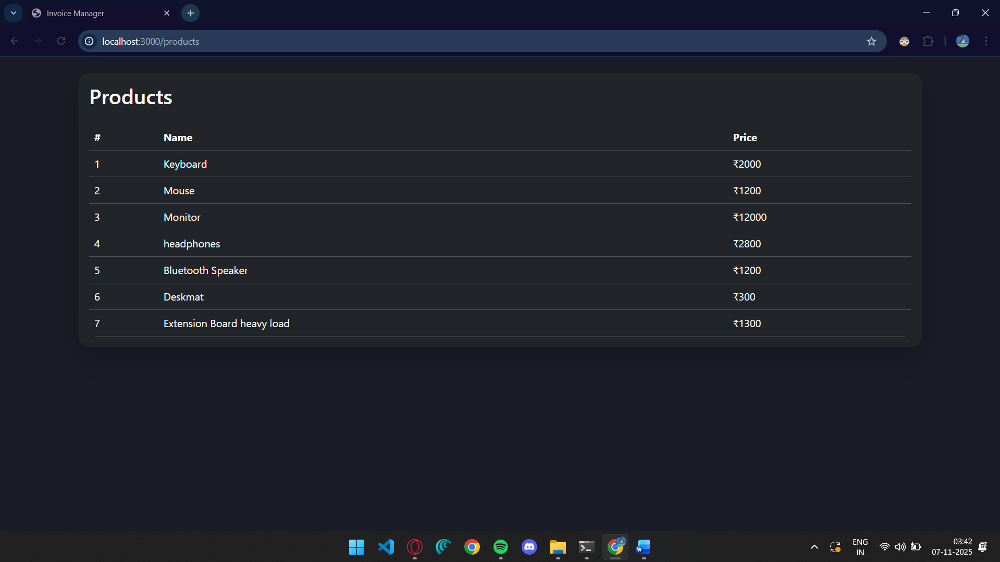 Invoice Manager
localhost:3000/products
Products
# Name Price
1 Keyboard ₹2000
2 Mouse ₹1200
3 Monitor ₹12000
4 headphones ₹2800
5 Bluetooth Speaker ₹1200
6 Deskmat ₹300
7 Extension Board heavy load ₹1300
ENG
IN
03:42
07-11-2025